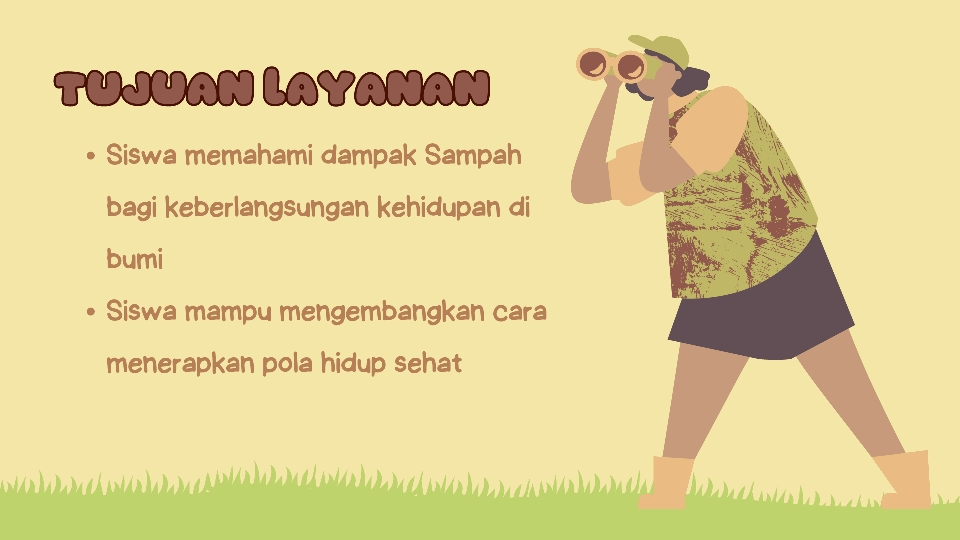 TUJUAN LAYANAN
• Siswa memahami dampak Sampah
bagi keberlangsungan kehidupan di
bumi
• Siswa mampu mengembangkan cara
menerapkan pola hidup sehat